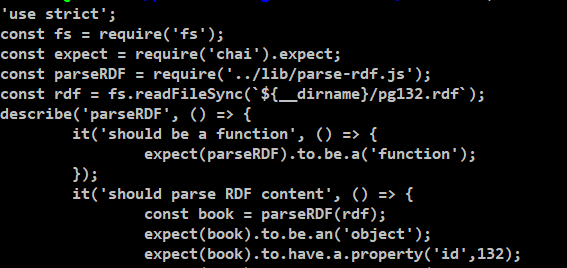 'use strict';
const fs = require('fs');
const expect = require('chai').expect;
const parseRDF = require('../lib/parse-rdf.js');
const rdf = fs.readFileSync(`${__dirname}/pg132.rdf`);
describe('parseRDF', () => {
        it('should be a function', () => {
                expect(parseRDF).to.be.a('function');
        });
        it('should parse RDF content', () => {
                const book = parseRDF(rdf);
                expect(book).to.be.an('object');
                expect(book).to.have.a.property('id',132);